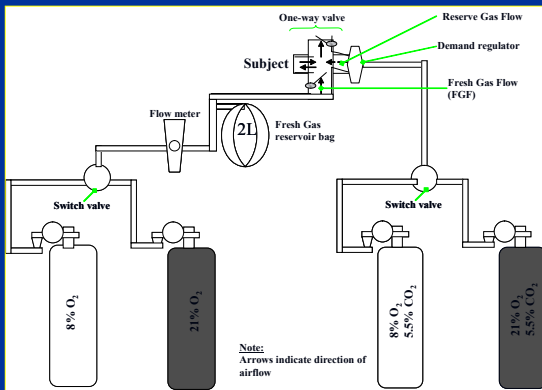 One-way valve
Reserve Gas Flow
Demand regulator
Subject
Fresh Gas Flow
(FGF)
Flow meter
2L
Fresh Gas
reservoir bag
Switch valve
Switch valve
8% O₂
21% O₂
8% O₂
5.5% CO₂
21% O₂
5.5% CO₂
Note:
Arrows indicate direction of
airflow